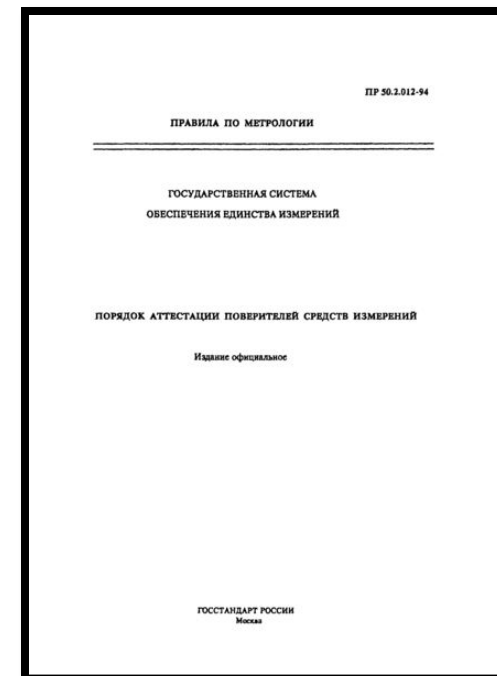 ПР 50.2.012-94
ПРАВИЛА ПО МЕТРОЛОГИИ
ГОСУДАРСТВЕННАЯ СИСТЕМА
ОБЕСПЕЧЕНИЯ ЕДИНСТВА ИЗМЕРЕНИЙ
ПОРЯДОК АТТЕСТАЦИИ ПОВЕРИТЕЛЕЙ СРЕДСТВ ИЗМЕРЕНИЙ
Издание официальное
ГОССТАНДАРТ РОССИИ
Москва